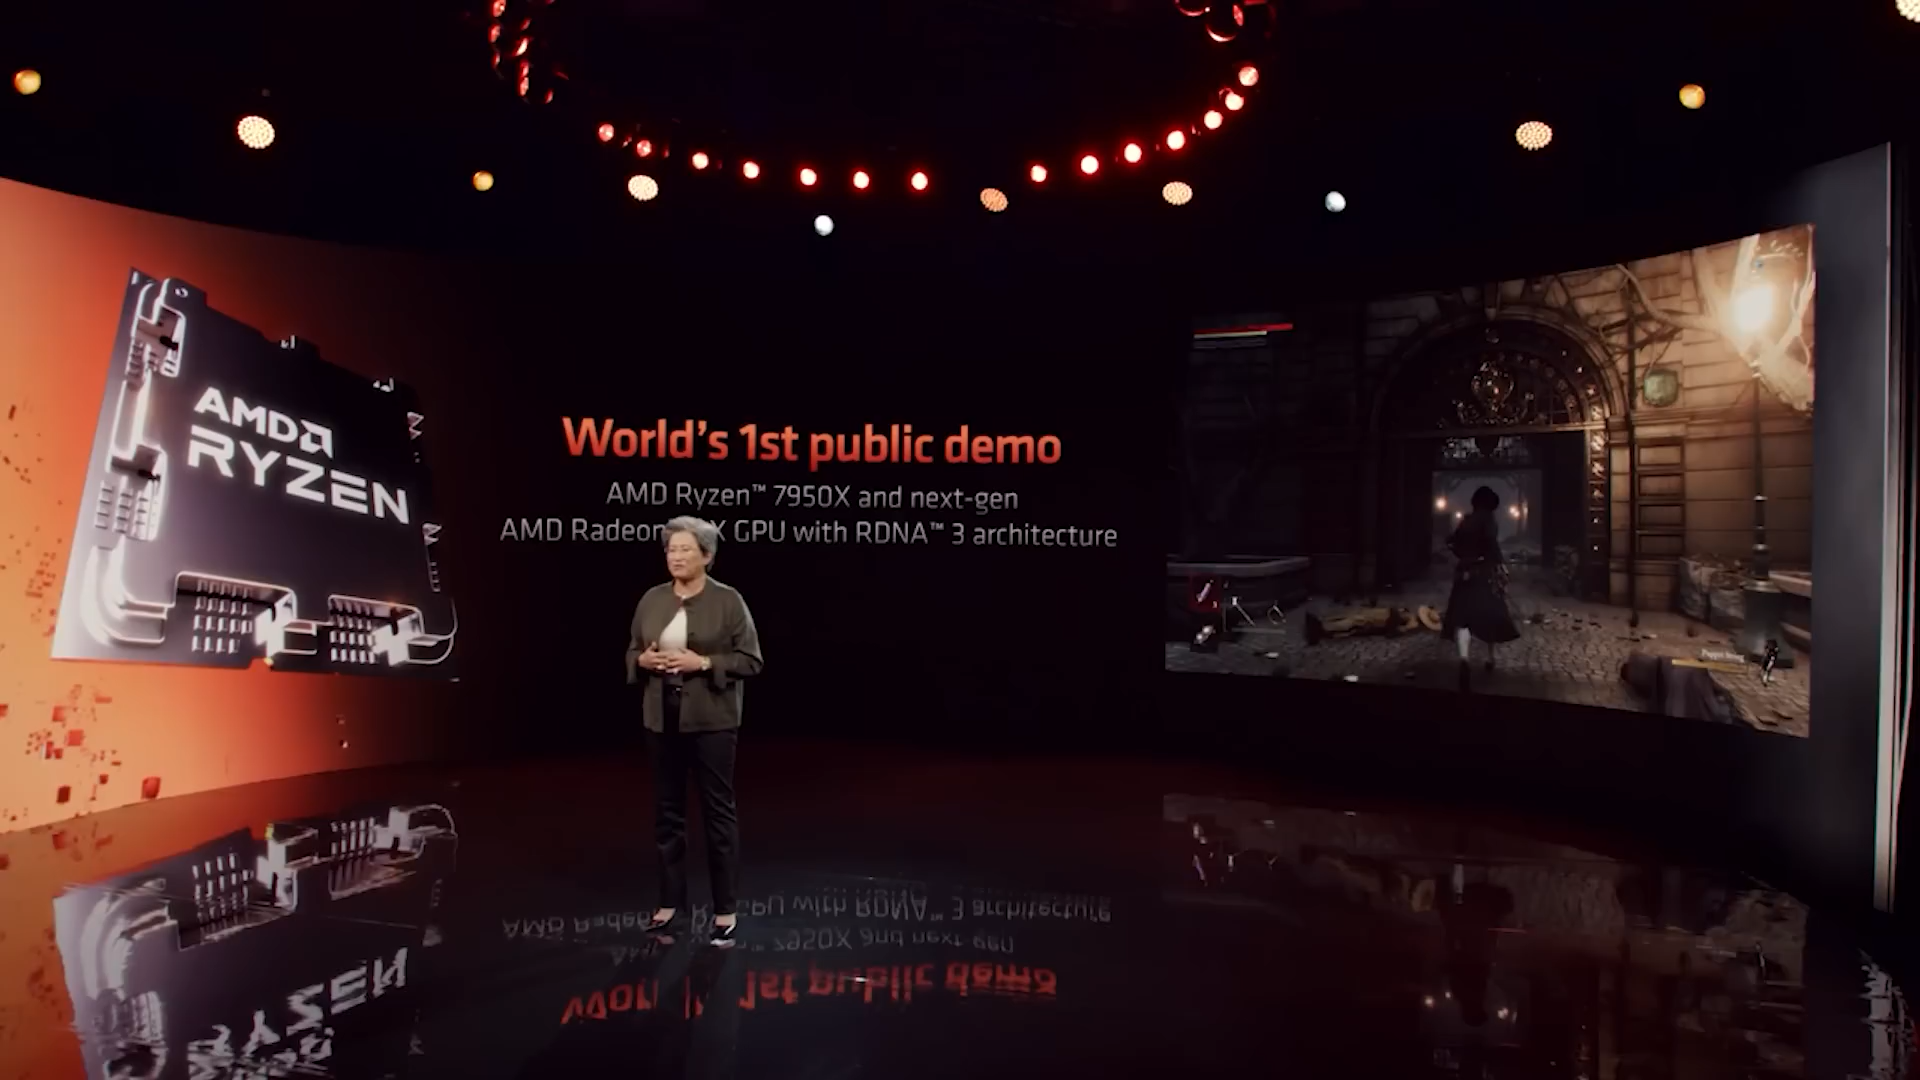 AMD
RYZEN
World's 1st public demo
AMD Ryzen™ 7950X and next-gen
AMD Radeon X GPU with RDNA™ 3 architecture